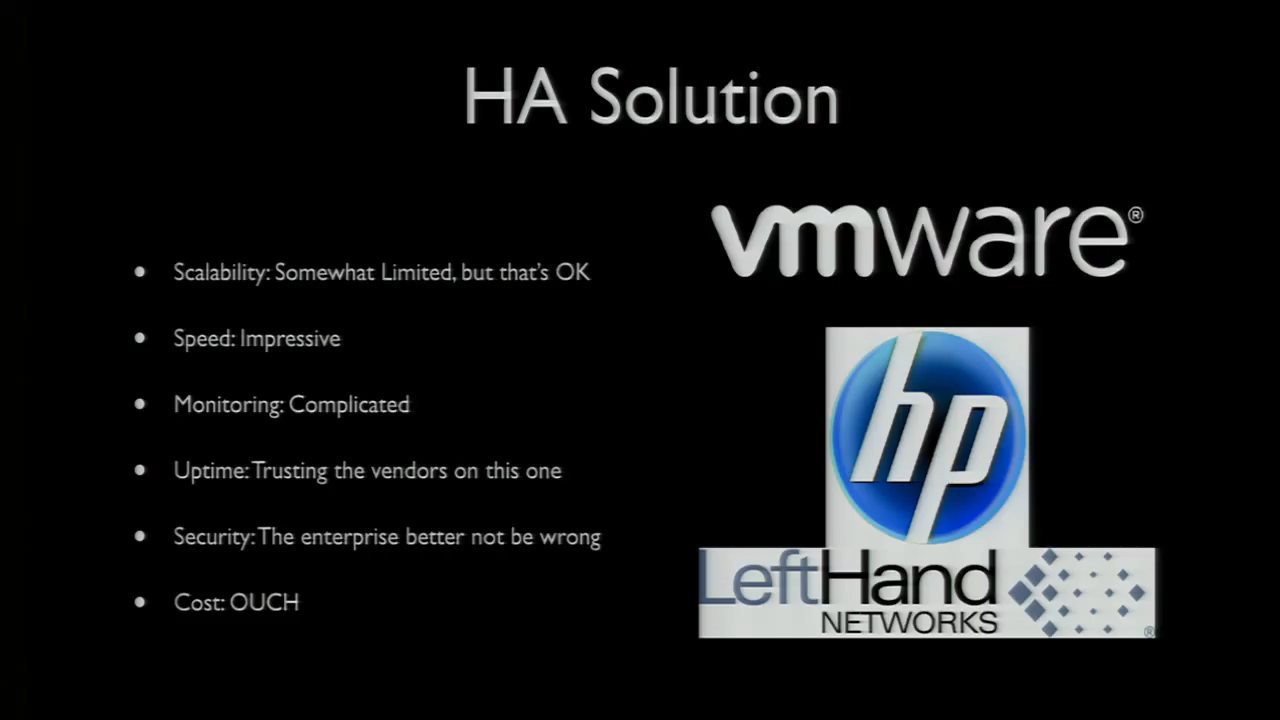 HA Solution
vmware®
• Scalability: Somewhat Limited, but that's OK
• Speed: Impressive
• Monitoring: Complicated
• Uptime: Trusting the vendors on this one
• Security: The enterprise better not be wrong
• Cost: OUCH
hp
LeftHand
NETWORKS®